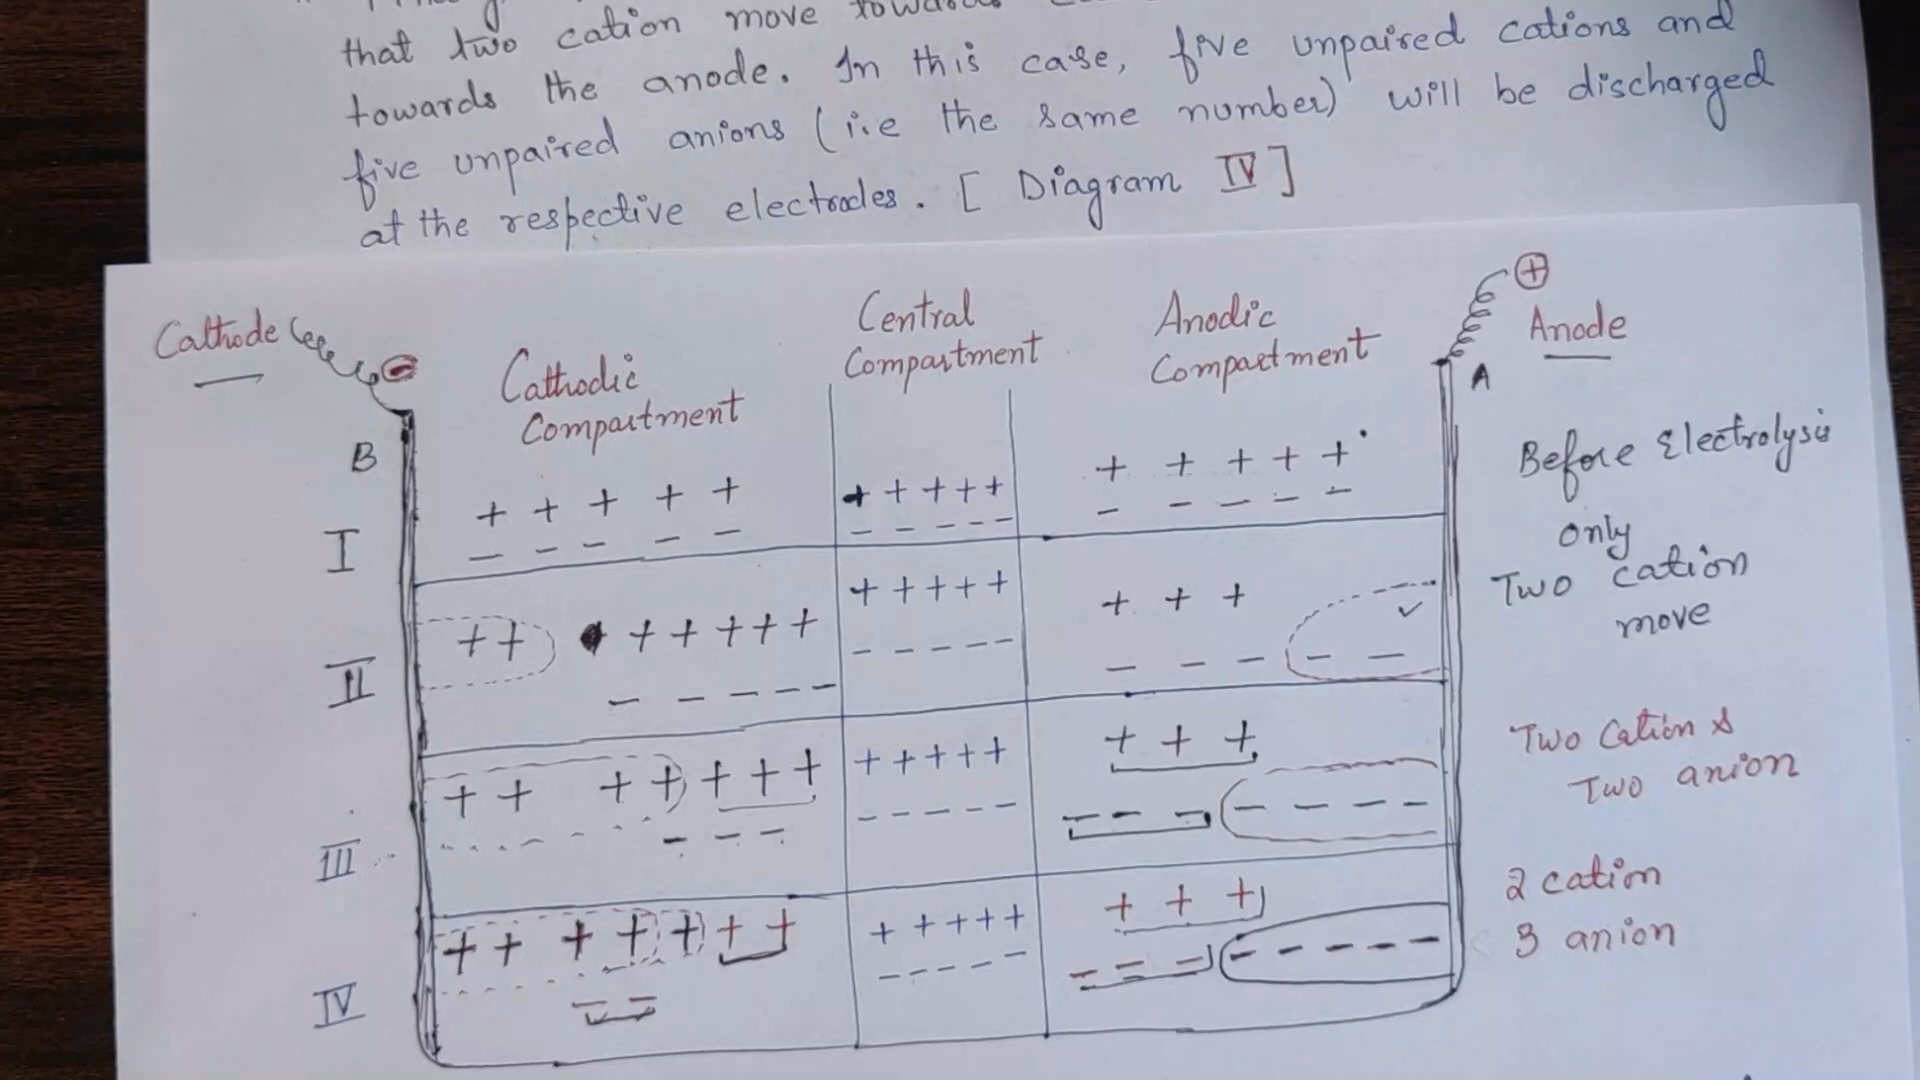 that two cation move towards
towards the anode. In this case, five unpaired cations and
five unpaired anions (i.e the same number) will be discharged
at the respective electrodes. [ Diagram IV ]
Cathode
−
Cathodic
Compartment
Central
Compartment
Anodic
Compartment
+
Anode
A
B
Before Electrolysis
I
+ + + + +
− − − − −
+ + + + +
− − − − −
+ + + + +
− − − − −
only
Two cation
move
II
+ + + + + + +
− − − − −
+ + + + +
− − − − −
+ + +
− − − − −
Two Cation &
Two anion
III
+ + + + + + +
− − −
+ + + + +
− − − − −
+ + +
− − − − − − −
2 cation
3 anion
IV
+ + + + + + +
− −
+ + + + +
− − − − −
+ + +
− − − − − − − −